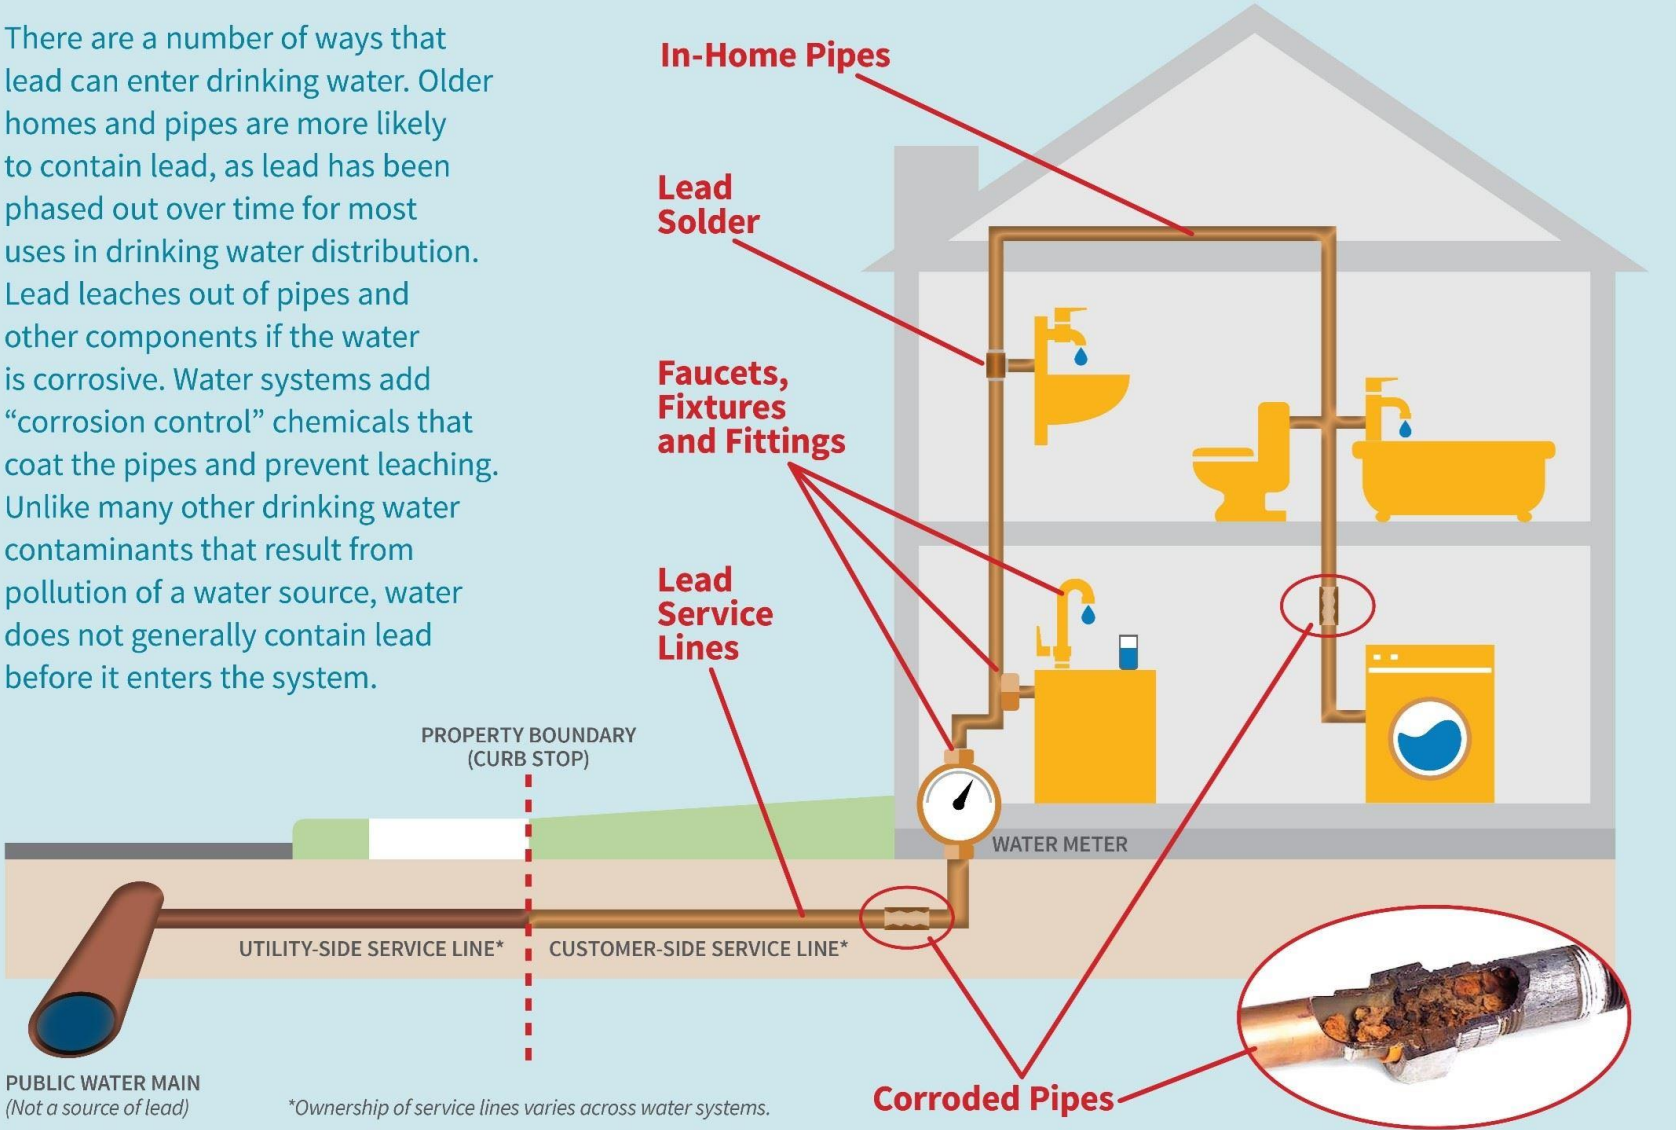 There are a number of ways that
lead can enter drinking water. Older
homes and pipes are more likely
to contain lead, as lead has been
phased out over time for most
uses in drinking water distribution.
Lead leaches out of pipes and
other components if the water
is corrosive. Water systems add
“corrosion control” chemicals that
coat the pipes and prevent leaching.
Unlike many other drinking water
contaminants that result from
pollution of a water source, water
does not generally contain lead
before it enters the system.
In-Home Pipes
Lead
Solder
Faucets,
Fixtures
and Fittings
Lead
Service
Lines
PROPERTY BOUNDARY
(CURB STOP)
WATER METER
UTILITY-SIDE SERVICE LINE*
CUSTOMER-SIDE SERVICE LINE*
PUBLIC WATER MAIN
(Not a source of lead)
*Ownership of service lines varies across water systems.
Corroded Pipes